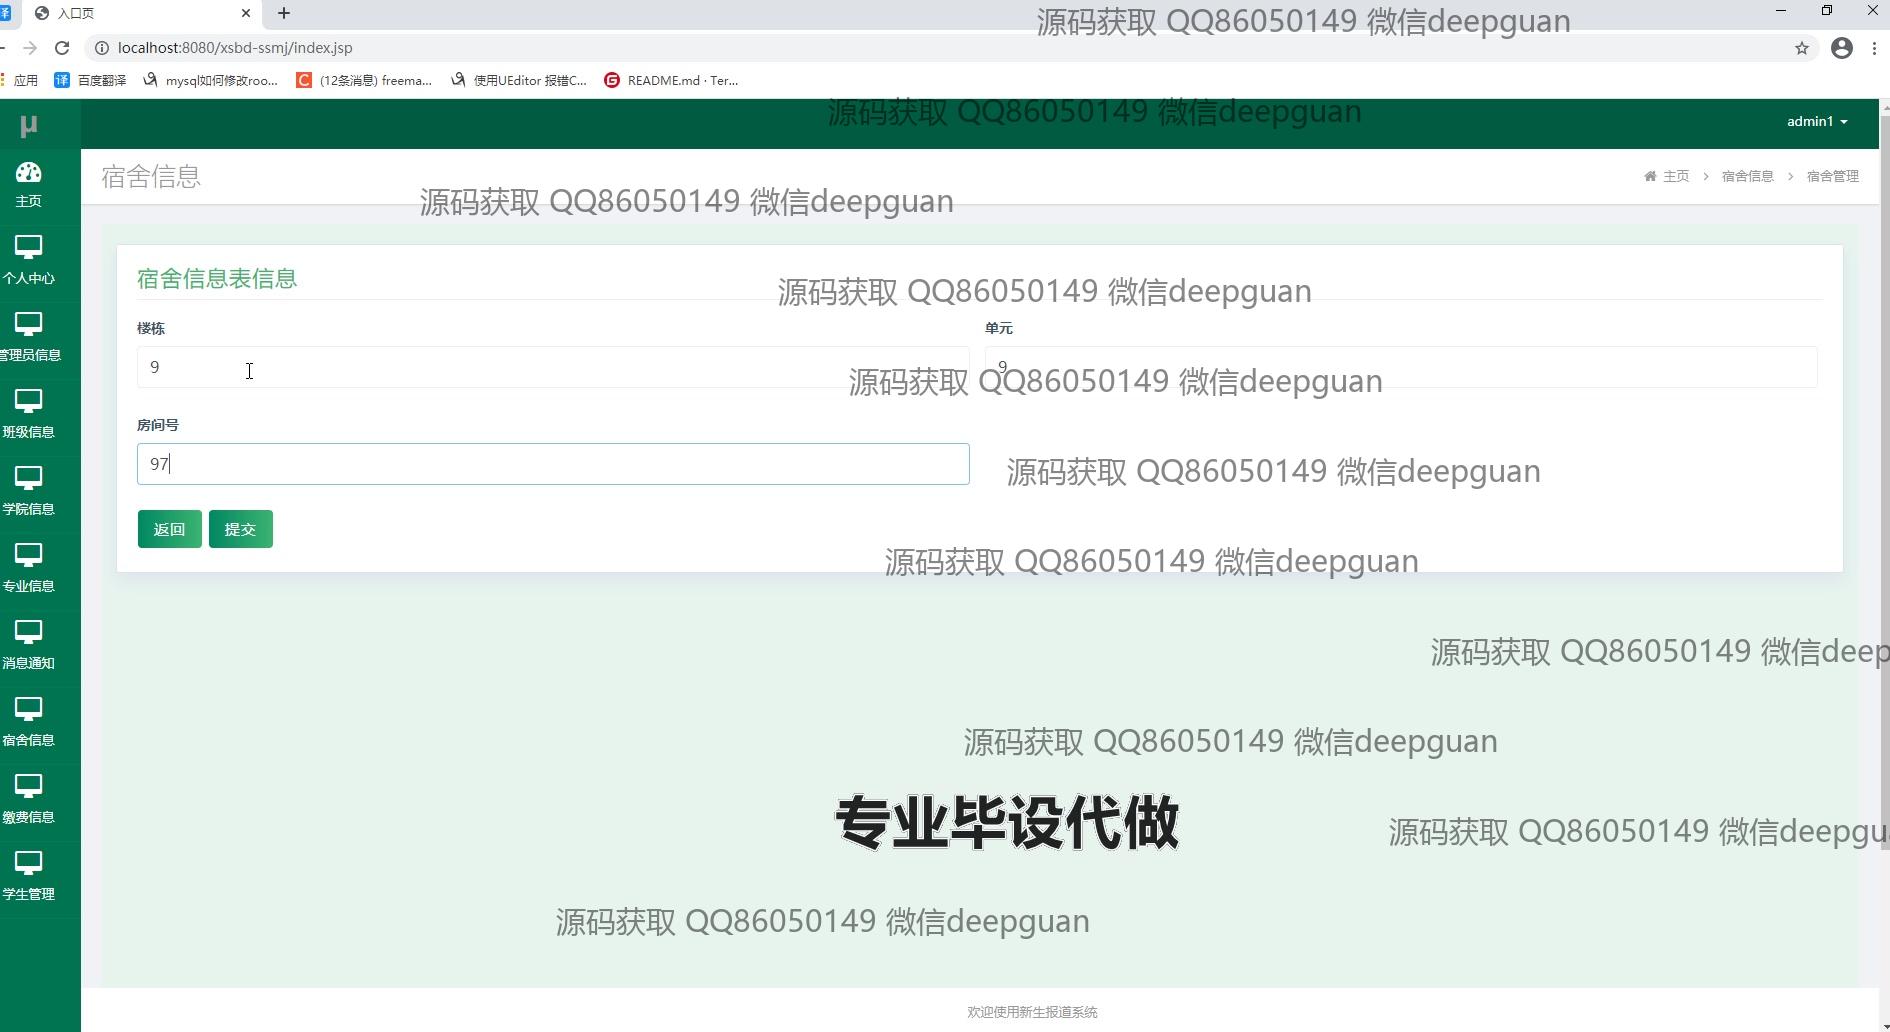 译
入口页
源码获取 QQ86050149 微信deepguan
localhost:8080/xsbd-ssmj/index.jsp
应用
译 百度翻译
mysql如何修改roo...
C (12条消息) freema...
使用UEditor 报错C...
G README.md · Ter...
μ
源码获取 QQ86050149 微信deepguan
admin1
宿舍信息
主页 > 宿舍信息 > 宿舍管理
源码获取 QQ86050149 微信deepguan
主页
个人中心
管理员信息
班级信息
学院信息
专业信息
消息通知
宿舍信息
缴费信息
学生管理
宿舍信息表信息
源码获取 QQ86050149 微信deepguan
楼栋
单元
9
9
源码获取 QQ86050149 微信deepguan
房间号
97
源码获取 QQ86050149 微信deepguan
返回 提交
源码获取 QQ86050149 微信deepguan
源码获取 QQ86050149 微信deep
源码获取 QQ86050149 微信deepguan
专业毕设代做
源码获取 QQ86050149 微信deepgu
源码获取 QQ86050149 微信deepguan
欢迎使用新生报道系统